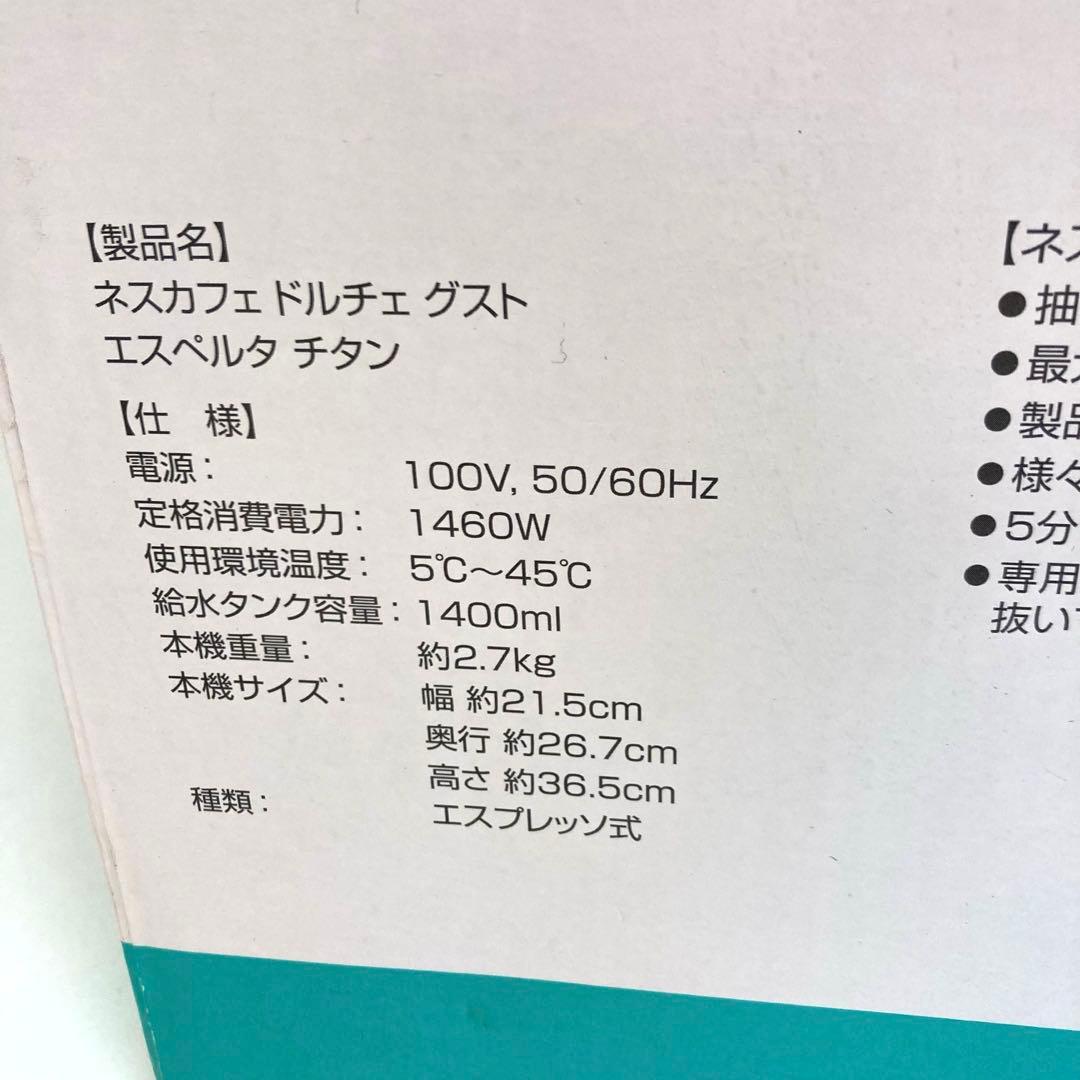 【製品名】
ネスカフェ ドルチェ グスト
エスペルタ チタン
【仕　様】
電源： 100V, 50/60Hz
定格消費電力： 1460W
使用環境温度： 5℃～45℃
給水タンク容量： 1400ml
本機重量： 約2.7kg
本機サイズ： 幅 約21.5cm
奥行 約26.7cm
高さ 約36.5cm
種類： エスプレッソ式
【ネス
●抽
●最大
●製品
●様々
●5分
●専用
抜いて